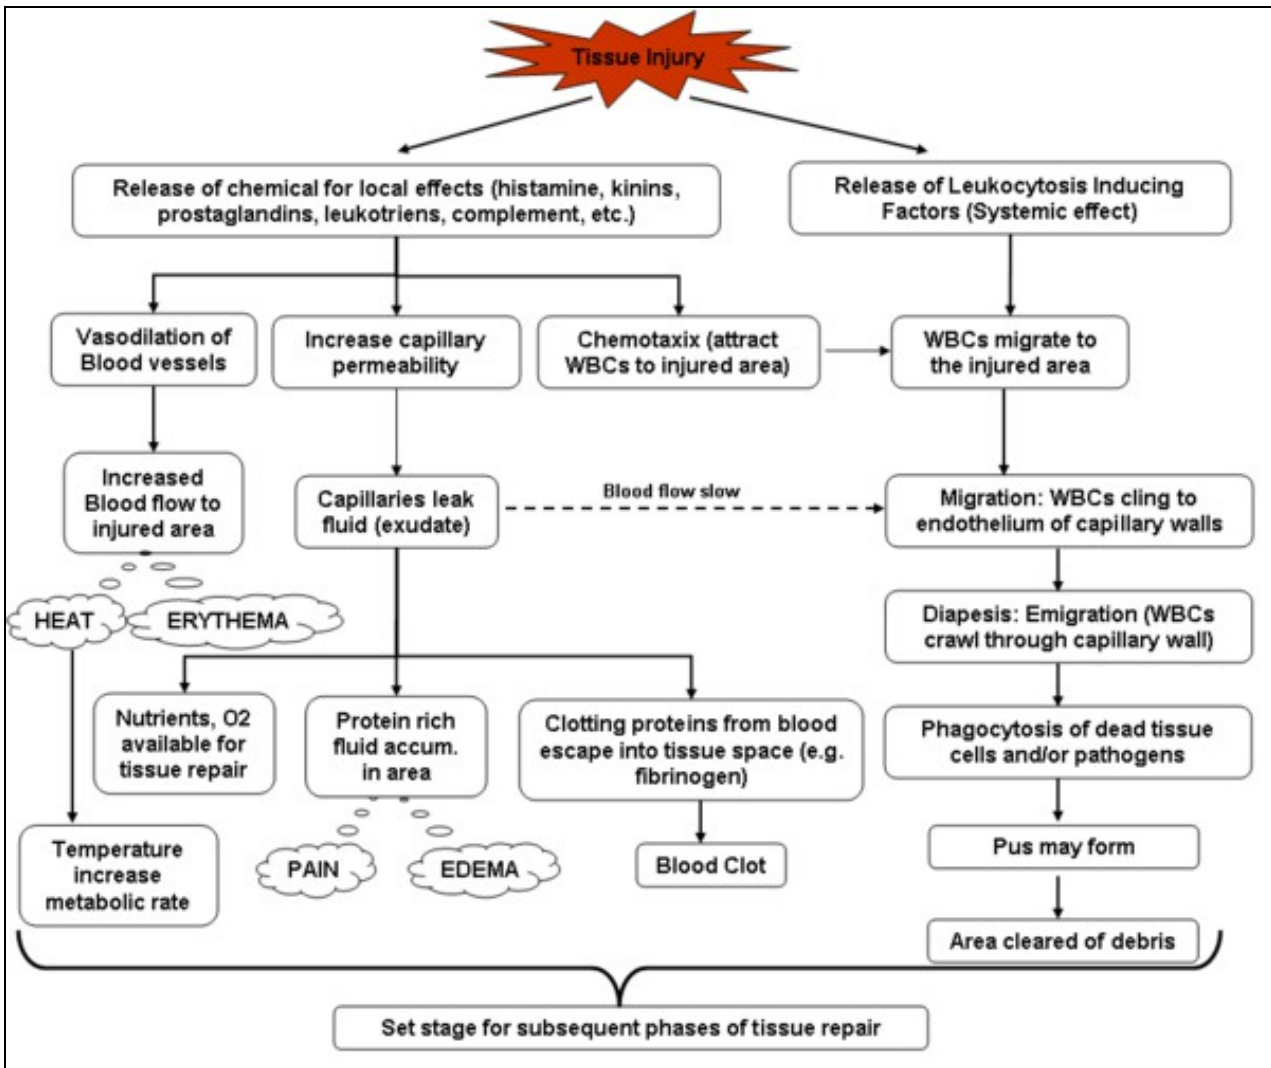 Tissue Injury
Release of chemical for local effects (histamine, kinins,
prostaglandins, leukotriens, complement, etc.)
Release of Leukocytosis Inducing
Factors (Systemic effect)
Vasodilation of
Blood vessels
Increase capillary
permeability
Chemotaxix (attract
WBCs to injured area)
WBCs migrate to
the injured area
Increased
Blood flow to
injured area
Capillaries leak
fluid (exudate)
Blood flow slow
Migration: WBCs cling to
endothelium of capillary walls
HEAT
ERYTHEMA
Diapesis: Emigration (WBCs
crawl through capillary wall)
Nutrients, O2
available for
tissue repair
Protein rich
fluid accum.
in area
Clotting proteins from blood
escape into tissue space (e.g.
fibrinogen)
Phagocytosis of dead tissue
cells and/or pathogens
Temperature
increase
metabolic rate
PAIN
EDEMA
Blood Clot
Pus may form
Area cleared of debris
Set stage for subsequent phases of tissue repair